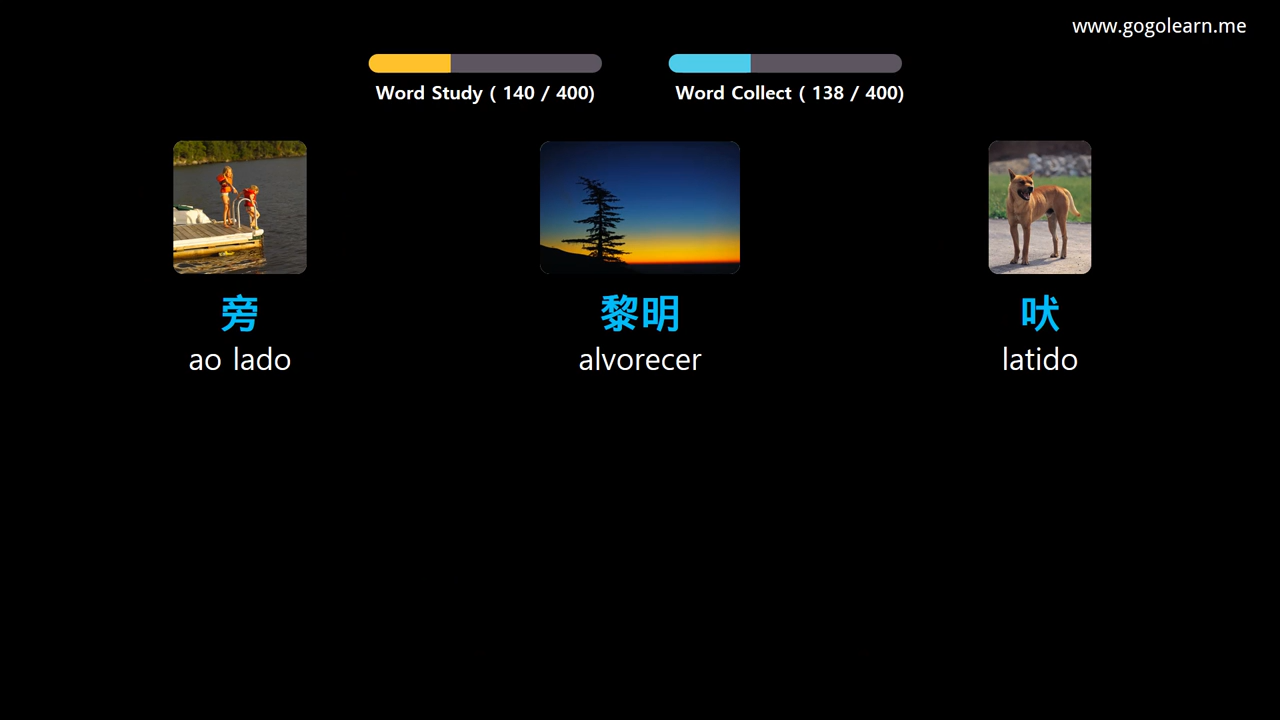 www.gogolearn.me
Word Study ( 140 / 400)
Word Collect ( 138 / 400)
旁
ao lado
黎明
alvorecer
吠
latido